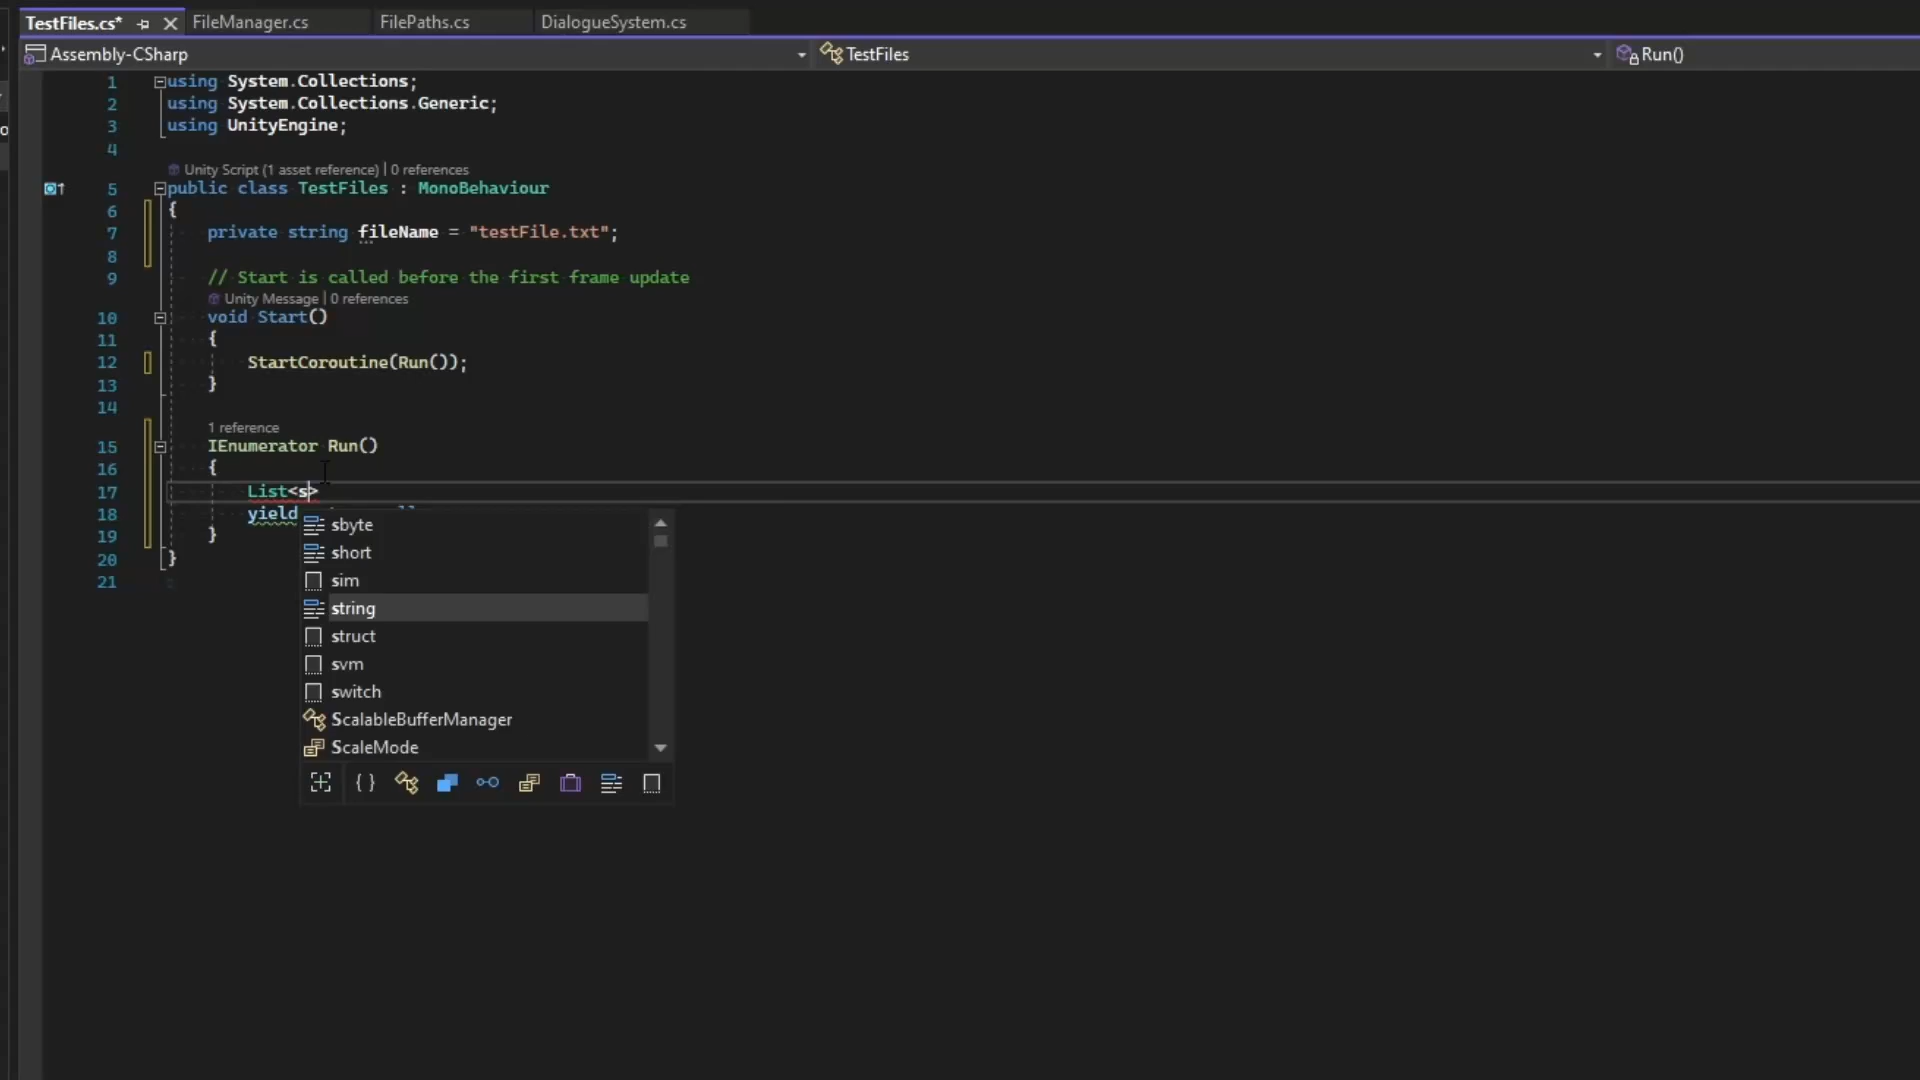 TestFiles.cs* FileManager.cs FilePaths.cs DialogueSystem.cs
Assembly-CSharp TestFiles Run()
1 using System.Collections;
2 using System.Collections.Generic;
3 using UnityEngine;
4
Unity Script (1 asset reference) | 0 references
5 public class TestFiles : MonoBehaviour
6 {
7 private string fileName = "testFile.txt";
8
9 // Start is called before the first frame update
Unity Message | 0 references
10 void Start()
11 {
12 StartCoroutine(Run());
13 }
14
1 reference
15 IEnumerator Run()
16 {
17 List<s>
18 yield
19 }
20 }
21
sbyte
short
sim
string
struct
svm
switch
ScalableBufferManager
ScaleMode